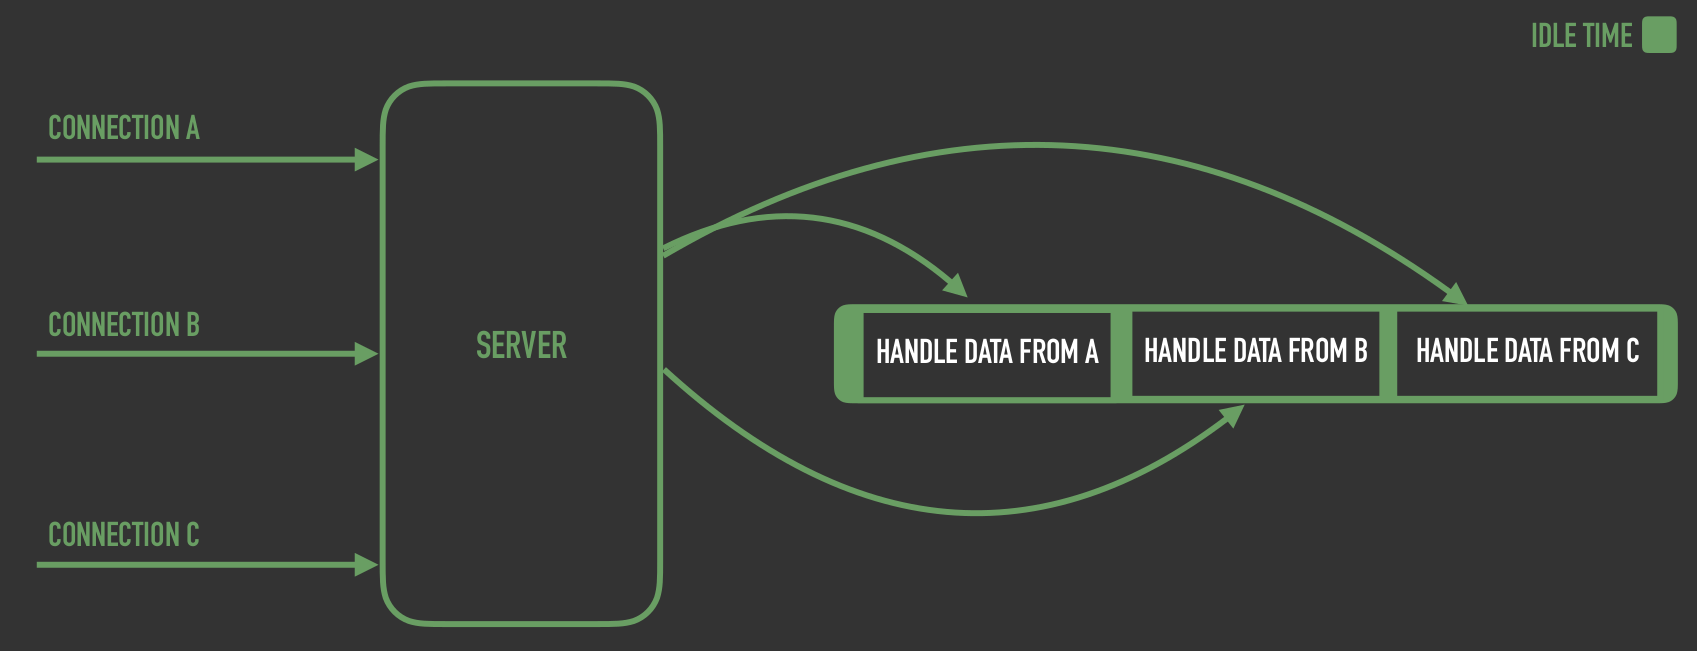 IDLE TIME
CONNECTION A
CONNECTION B
CONNECTION C
SERVER
HANDLE DATA FROM A
HANDLE DATA FROM B
HANDLE DATA FROM C